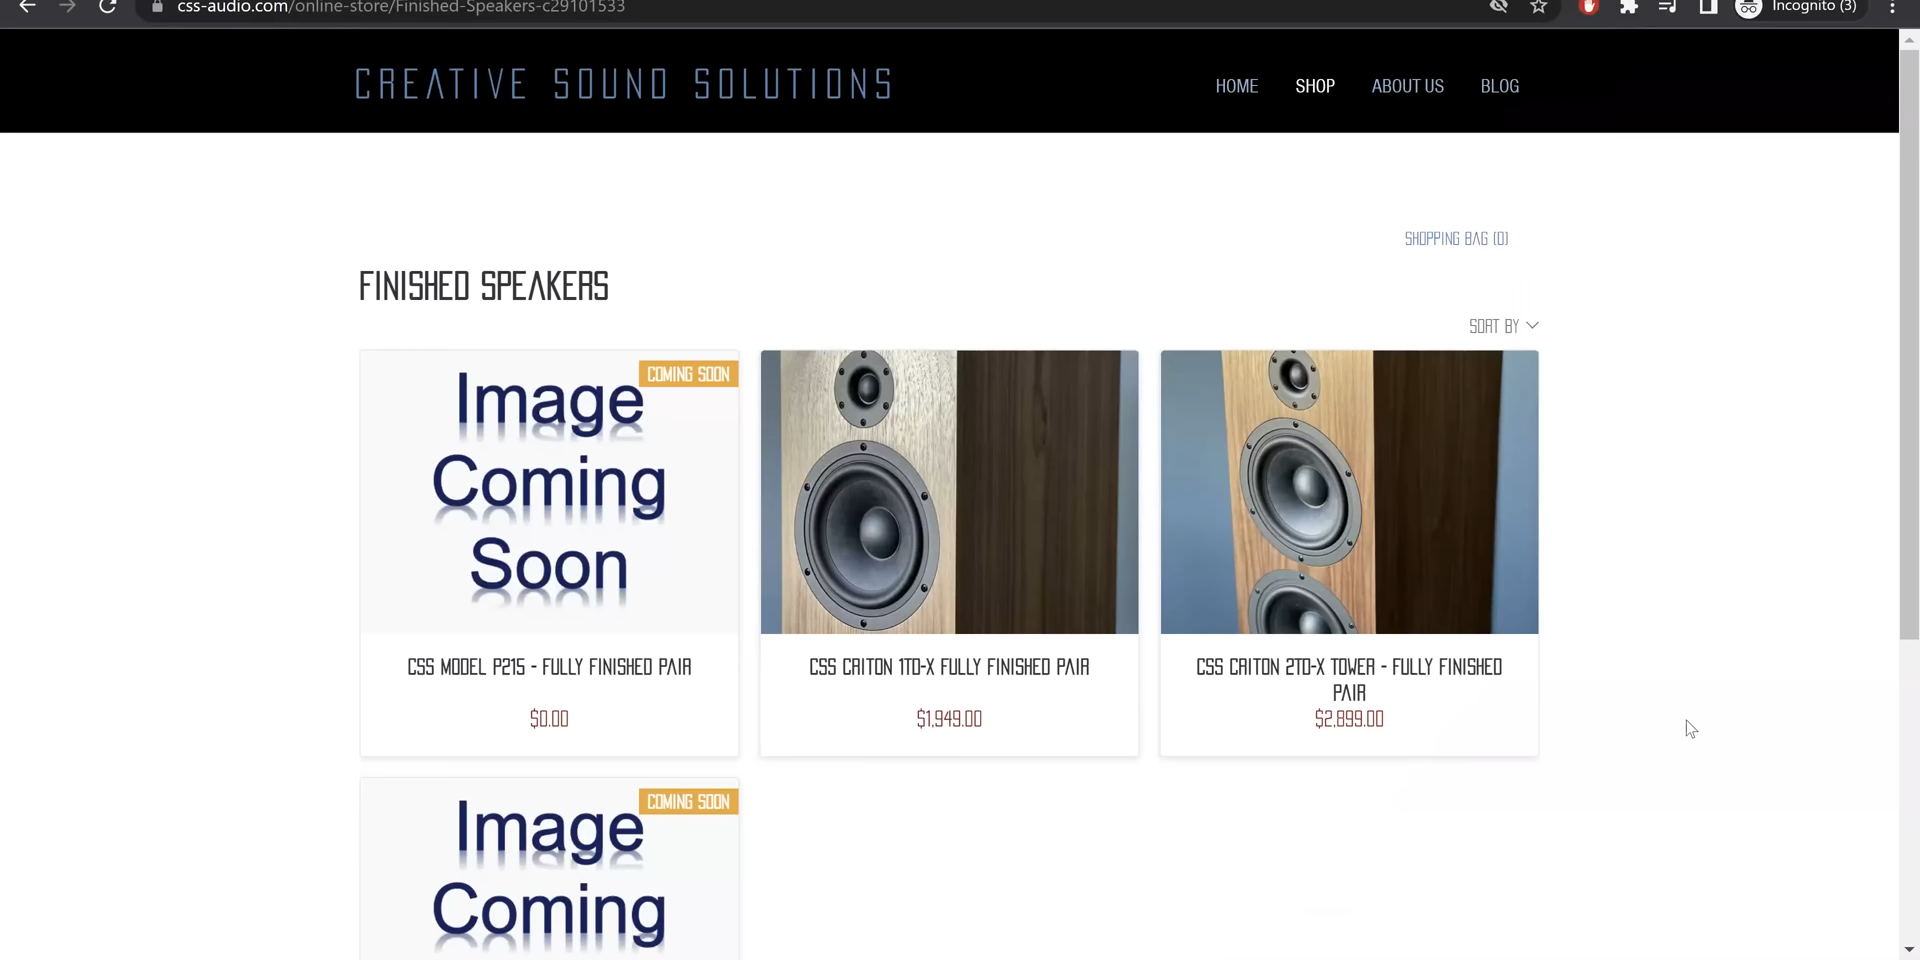 css-audio.com/online-store/Finished-Speakers-c29101533
Incognito (3)
CREATIVE SOUND SOLUTIONS
HOME SHOP ABOUT US BLOG
SHOPPING BAG (0)
FINISHED SPEAKERS
SORT BY
COMING SOON
Image
Coming
Soon
CSS MODEL P215 - FULLY FINISHED PAIR
$0.00
CSS CRITON 1TD-X FULLY FINISHED PAIR
$1,949.00
CSS CRITON 2TD-X TOWER - FULLY FINISHED
PAIR
$2,899.00
COMING SOON
Image
Coming